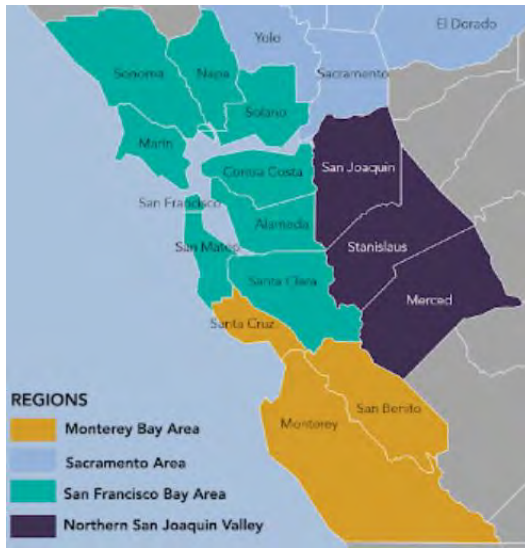 El Dorado
Yolo
Sacramento
Sonoma
Napa
Solano
Marin
Contra Costa
San Joaquin
San Francisco
Alameda
San Mateo
Stanislaus
Santa Clara
Merced
Santa Cruz
San Benito
Monterey
REGIONS
Monterey Bay Area
Sacramento Area
San Francisco Bay Area
Northern San Joaquin Valley